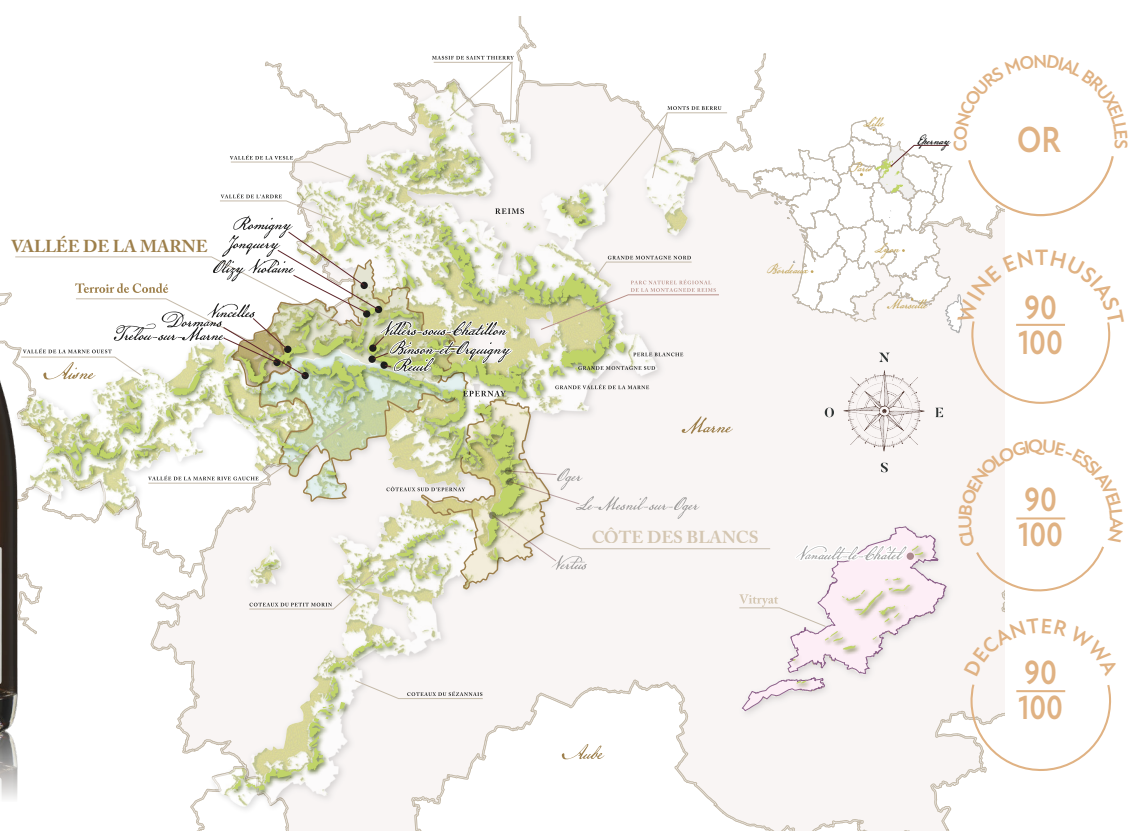 MASSIF DE SAINT THIERRY
MONTS DE BERRU
VALLÉE DE LA VESLE
VALLÉE DE L'ARDRE
REIMS
Romigny
Jonquery
Olizy Violaine
VALLÉE DE LA MARNE
Terroir de Condé
Vincelles
Dormans
Trélou-sur-Marne
VALLÉE DE LA MARNE OUEST
Aisne
Villers-sous-Chatillon
Binson-et-Orquigny
Reuil
EPERNAY
GRANDE MONTAGNE NORD
PARC NATUREL RÉGIONAL
DE LA MONTAGNEDE REIMS
PERLE BLANCHE
GRANDE MONTAGNE SUD
GRANDE VALLÉE DE LA MARNE
Marne
VALLÉE DE LA MARNE RIVE GAUCHE
CÔTEAUX SUD D'EPERNAY
Oger
Le-Mesnil-sur-Oger
CÔTE DES BLANCS
Vertus
COTEAUX DU PETIT MORIN
COTEAUX DU SÉZANNAIS
Aube
Vanault-le-Châtel
Vitryat
Lille
Epernay
Paris
Lyon
Bordeaux
Marseille
N
O
E
S
CONCOURS MONDIAL BRUXELLES
OR
WINE ENTHUSIAST
90
100
CLUBOENOLOGIQUE-ESSIAVELLAN
90
100
DECANTER WWA
90
100